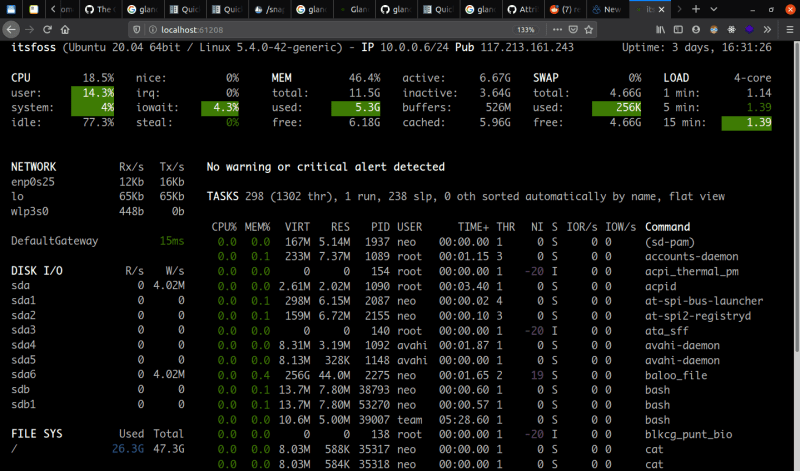 The
glan
Quic
Quic
glan
/snap
glan
Glan
glan
Quic
glan
Attri
(7) re
New
its
localhost:61208
133%
itsfoss (Ubuntu 20.04 64bit / Linux 5.4.0-42-generic) - IP 10.0.0.6/24 Pub 117.213.161.243 Uptime: 3 days, 16:31:26
CPU 18.5% nice: 0% MEM 46.4% active: 6.67G SWAP 0% LOAD 4-core
user: 14.3% irq: 0% total: 11.5G inactive: 3.64G total: 4.66G 1 min: 1.14
system: 4% iowait: 4.3% used: 5.3G buffers: 526M used: 256K 5 min: 1.39
idle: 77.3% steal: 0% free: 6.18G cached: 5.96G free: 4.66G 15 min: 1.39
NETWORK Rx/s Tx/s
enp0s25 12Kb 16Kb
lo 65Kb 65Kb
wlp3s0 448b 0b
DefaultGateway 15ms
DISK I/O R/s W/s
sda 0 4.02M
sda1 0 0
sda2 0 0
sda3 0 0
sda4 0 0
sda5 0 0
sda6 0 4.02M
sdb 0 0
sdb1 0 0
FILE SYS Used Total
/ 26.3G 47.3G
No warning or critical alert detected
TASKS 298 (1302 thr), 1 run, 238 slp, 0 oth sorted automatically by name, flat view
CPU% MEM% VIRT RES PID USER TIME+ THR NI S IOR/s IOW/s Command
0.0 0.0 167M 5.14M 1937 neo 00:00.00 1 0 S 0 0 (sd-pam)
0.0 0.1 233M 7.37M 1089 root 00:01.15 3 0 S 0 0 accounts-daemon
0.0 0.0 0 0 154 root 00:00.00 1 -20 I 0 0 acpi_thermal_pm
0.0 0.0 2.61M 2.02M 1090 root 00:03.40 1 0 S 0 0 acpid
0.0 0.1 298M 6.15M 2087 neo 00:00.02 4 0 S 0 0 at-spi-bus-launcher
0.0 0.1 159M 6.72M 2155 neo 00:00.10 3 0 S 0 0 at-spi2-registryd
0.0 0.0 0 0 140 root 00:00.00 1 -20 I 0 0 ata_sff
0.0 0.0 8.31M 3.19M 1092 avahi 00:01.87 1 0 S 0 0 avahi-daemon
0.0 0.0 8.13M 328K 1148 avahi 00:00.00 1 0 S 0 0 avahi-daemon
0.0 0.4 256G 44.0M 2275 neo 00:01.65 2 19 S 0 0 baloo_file
0.0 0.1 13.7M 7.80M 38793 neo 00:00.60 1 0 S 0 0 bash
0.0 0.1 13.7M 7.80M 53270 neo 00:00.57 1 0 S 0 0 bash
0.0 0.0 10.6M 5.00M 39007 team 05:28.60 1 0 S 0 0 bash
0.0 0.0 0 0 138 root 00:00.00 1 -20 I 0 0 blkcg_punt_bio
0.0 0.0 8.03M 588K 35317 neo 00:00.00 1 0 S 0 0 cat
0.0 0.0 8.03M 584K 35318 neo 00:00.00 1 0 S 0 0 cat